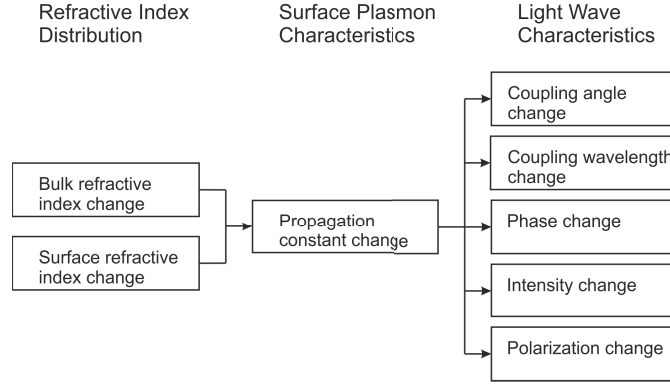 Refractive Index
Distribution
Surface Plasmon
Characteristics
Light Wave
Characteristics
Bulk refractive
index change
Surface refractive
index change
Propagation
constant change
Coupling angle
change
Coupling wavelength
change
Phase change
Intensity change
Polarization change